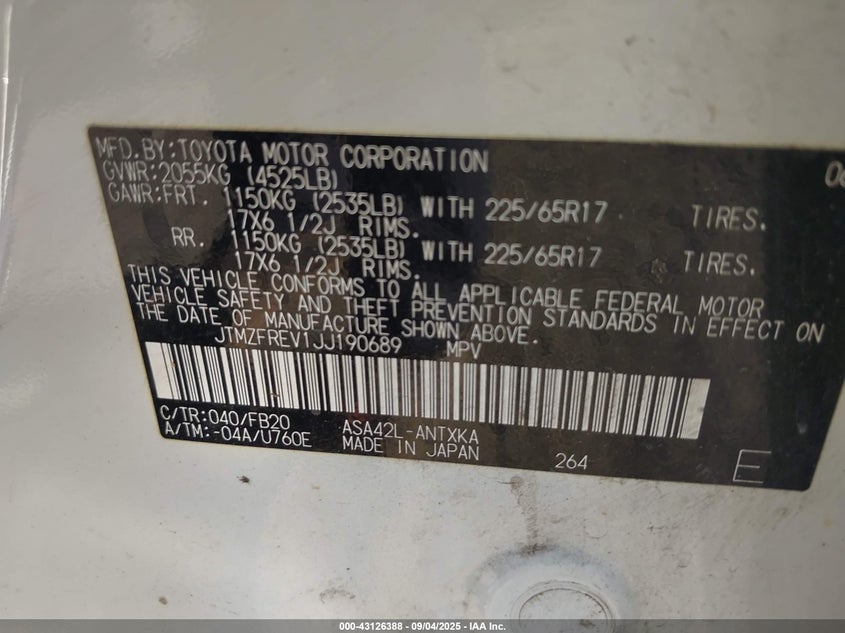 MFD. BY: TOYOTA MOTOR CORPORATION
GVWR: 2055KG (4525LB)
GAWR: FRT. 1150KG (2535LB) WITH 225/65R17 TIRES.
17X6 1/2J RIMS.
RR. 1150KG (2535LB) WITH 225/65R17 TIRES.
17X6 1/2J RIMS.
THIS VEHICLE CONFORMS TO ALL APPLICABLE FEDERAL MOTOR
VEHICLE SAFETY AND THEFT PREVENTION STANDARDS IN EFFECT ON
THE DATE OF MANUFACTURE SHOWN ABOVE.
JTMZFREV1JJ190689 MPV
C/TR: 040/FB20 ASA42L-ANTXKA
A/TM: -04A/U760E MADE IN JAPAN 264 E
000-43126388 - 09/04/2025 - IAA Inc.